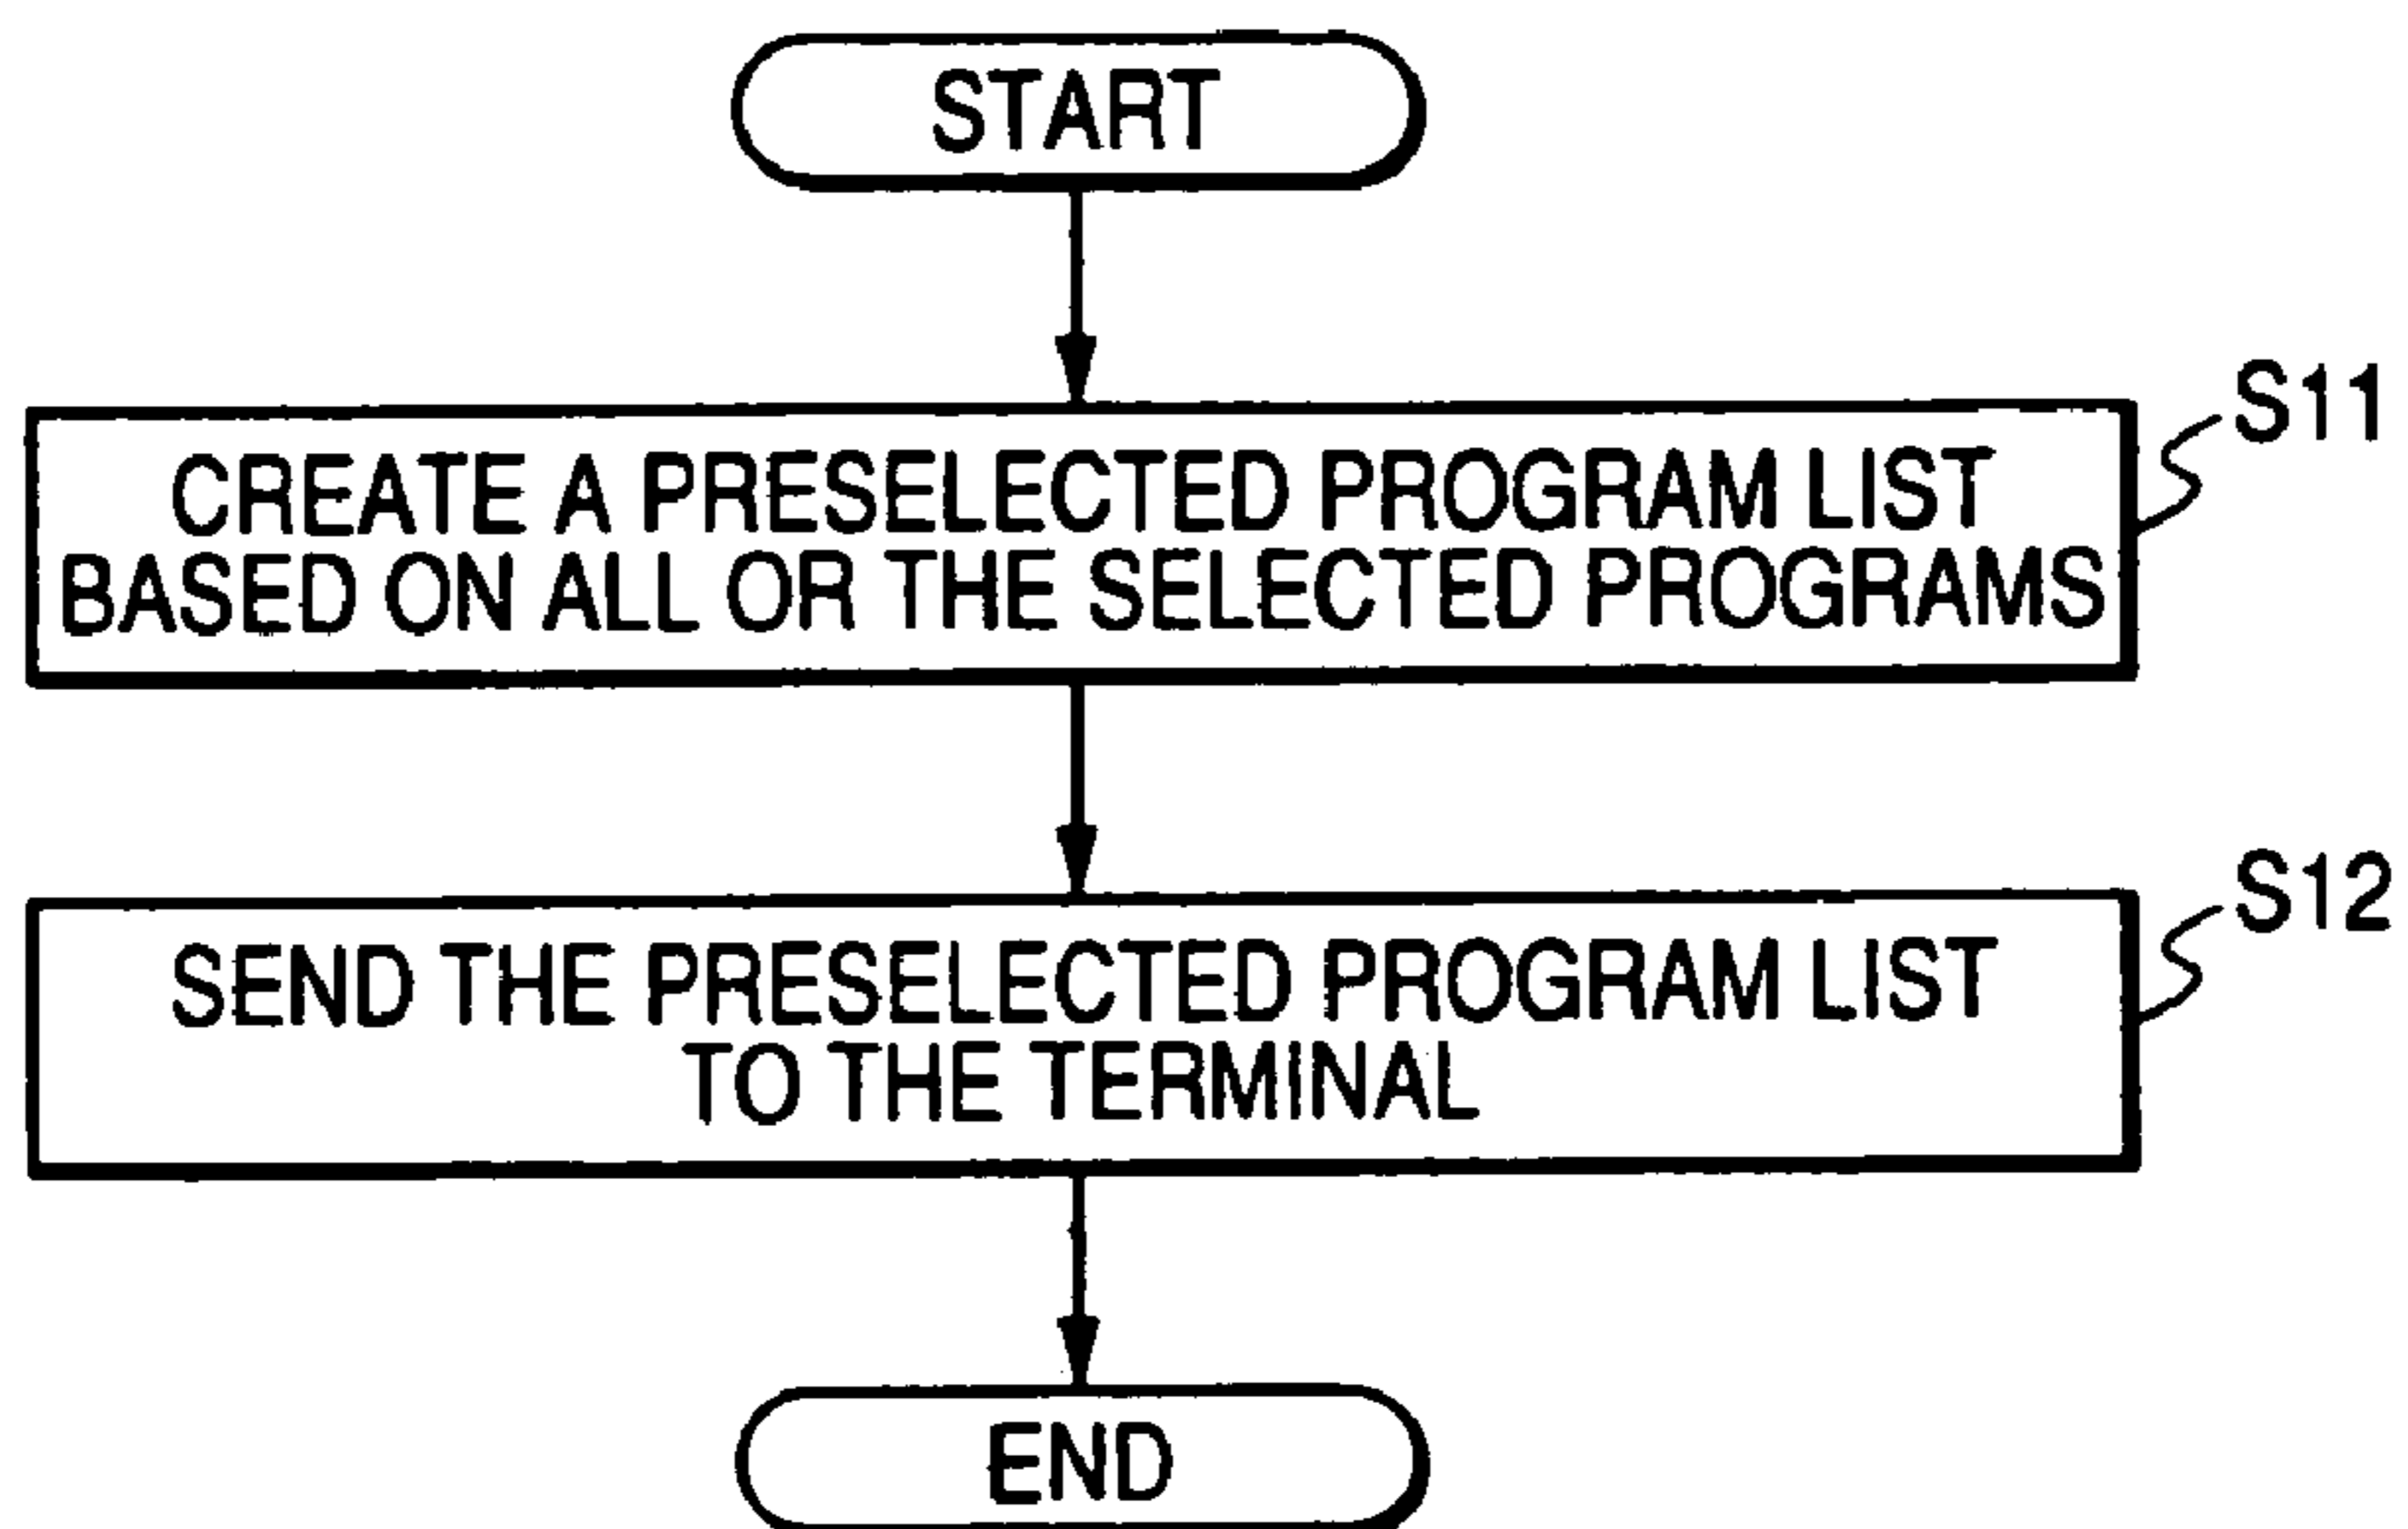 START
S11
CREATE A PRESELECTED PROGRAM LIST
BASED ON ALL OR THE SELECTED PROGRAMS
S12
SEND THE PRESELECTED PROGRAM LIST
TO THE TERMINAL
END